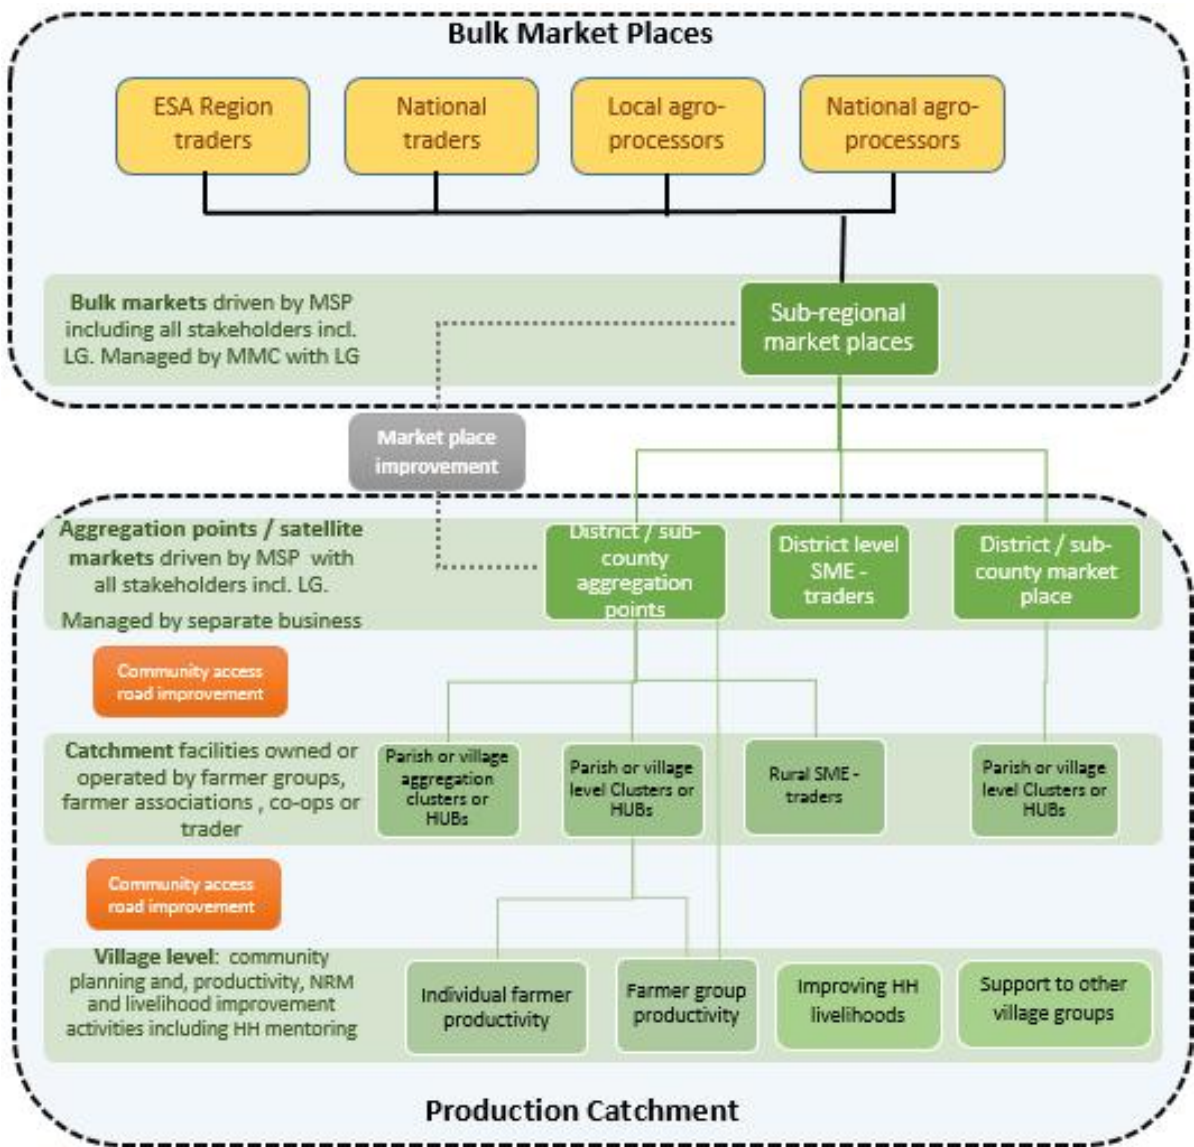 Bulk Market Places
ESA Region
traders
National
traders
Local agro-
processors
National agro-
processors
Bulk markets driven by MSP
including all stakeholders incl.
LG. Managed by MMC with LG
Sub-regional
market places
Market place
improvement
Aggregation points / satellite
markets driven by MSP with
all stakeholders incl. LG.
Managed by separate business
District / sub-
county
aggregation
points
District level
SME -
traders
District / sub-
county market
place
Community access
road improvement
Catchment facilities owned or
operated by farmer groups,
farmer associations , co-ops or
trader
Parish or village
aggregation
clusters or
HUBs
Parish or village
level Clusters or
HUBs
Rural SME -
traders
Parish or village
level Clusters or
HUBs
Community access
road improvement
Village level: community
planning and, productivity, NRM
and livelihood improvement
activities including HH mentoring
Individual farmer
productivity
Farmer group
productivity
Improving HH
livelihoods
Support to other
village groups
Production Catchment